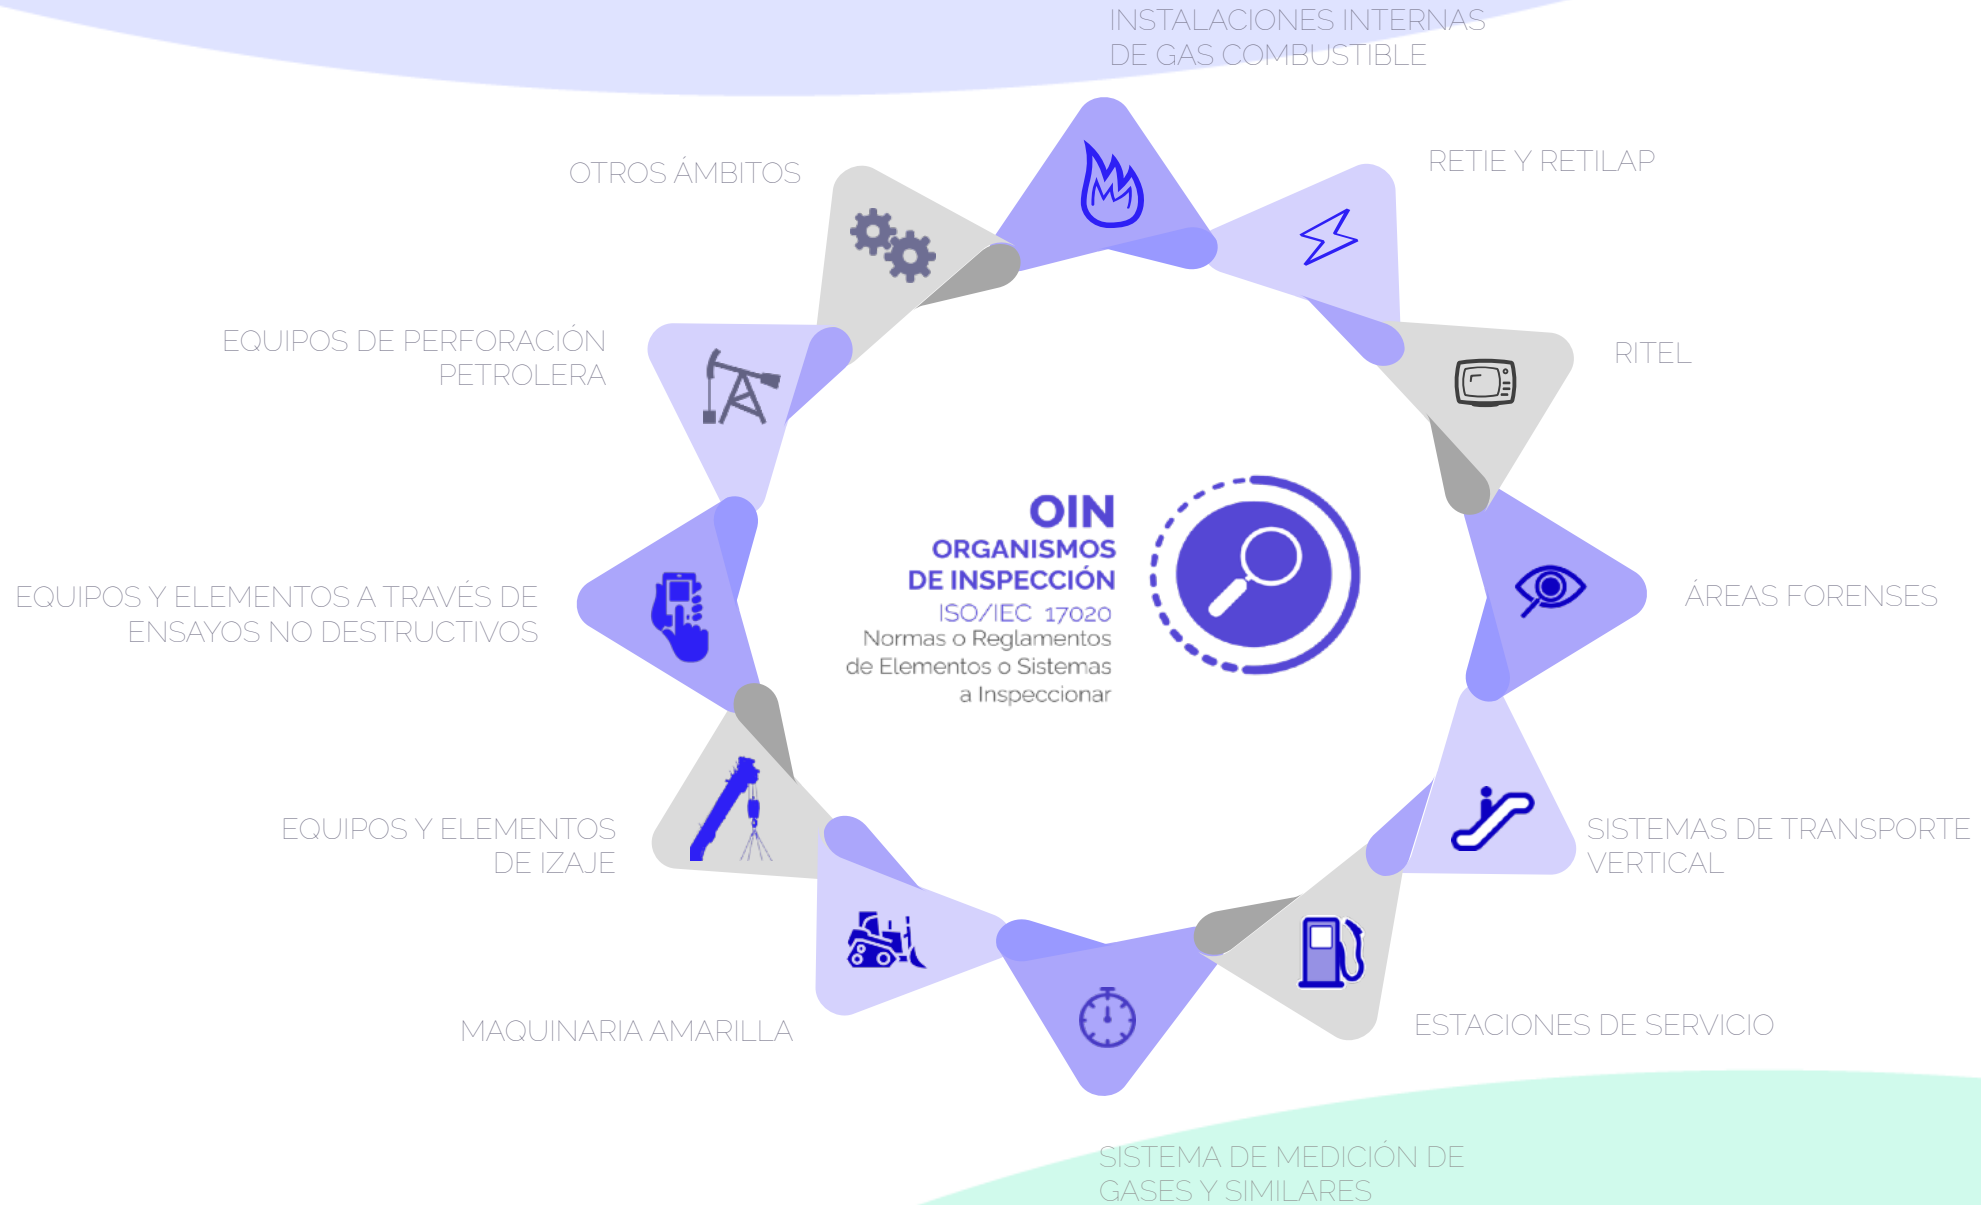 INSTALACIONES INTERNAS
DE GAS COMBUSTIBLE
RETIE Y RETILAP
RITEL
ÁREAS FORENSES
SISTEMAS DE TRANSPORTE
VERTICAL
ESTACIONES DE SERVICIO
SISTEMA DE MEDICIÓN DE
GASES Y SIMILARES
MAQUINARIA AMARILLA
EQUIPOS Y ELEMENTOS
DE IZAJE
EQUIPOS Y ELEMENTOS A TRAVÉS DE
ENSAYOS NO DESTRUCTIVOS
EQUIPOS DE PERFORACIÓN
PETROLERA
OTROS ÁMBITOS
OIN
ORGANISMOS
DE INSPECCIÓN
ISO/IEC 17020
Normas o Reglamentos
de Elementos o Sistemas
a Inspeccionar